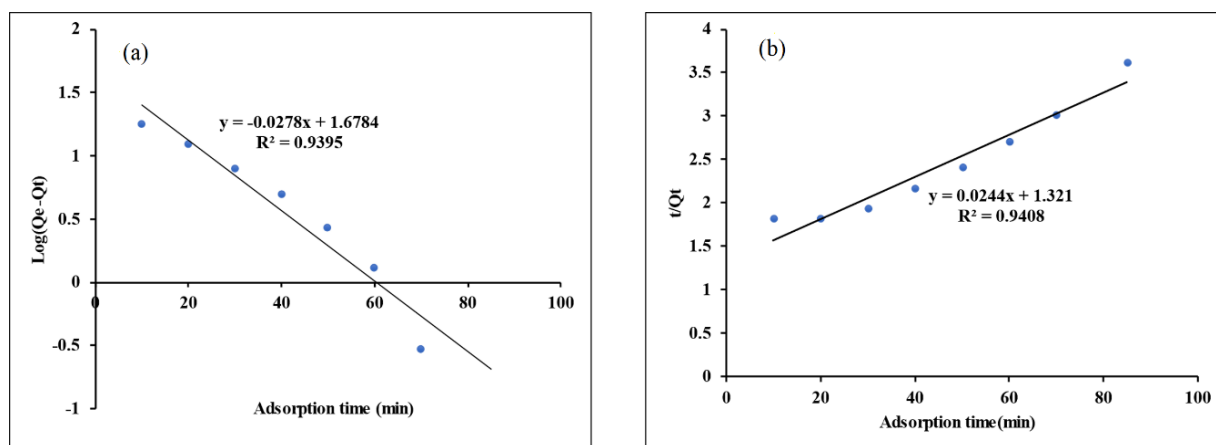 (a)
2
1.5
1
0.5
0
-0.5
-1
0
20
40
60
80
100
y = -0.0278x + 1.6784
R² = 0.9395
Log(Qe-Qt)
Adsorption time (min)
(b)
4
3.5
3
2.5
2
1.5
1
0.5
0
0
20
40
60
80
100
y = 0.0244x + 1.321
R² = 0.9408
t/Qt
Adsorption time(min)